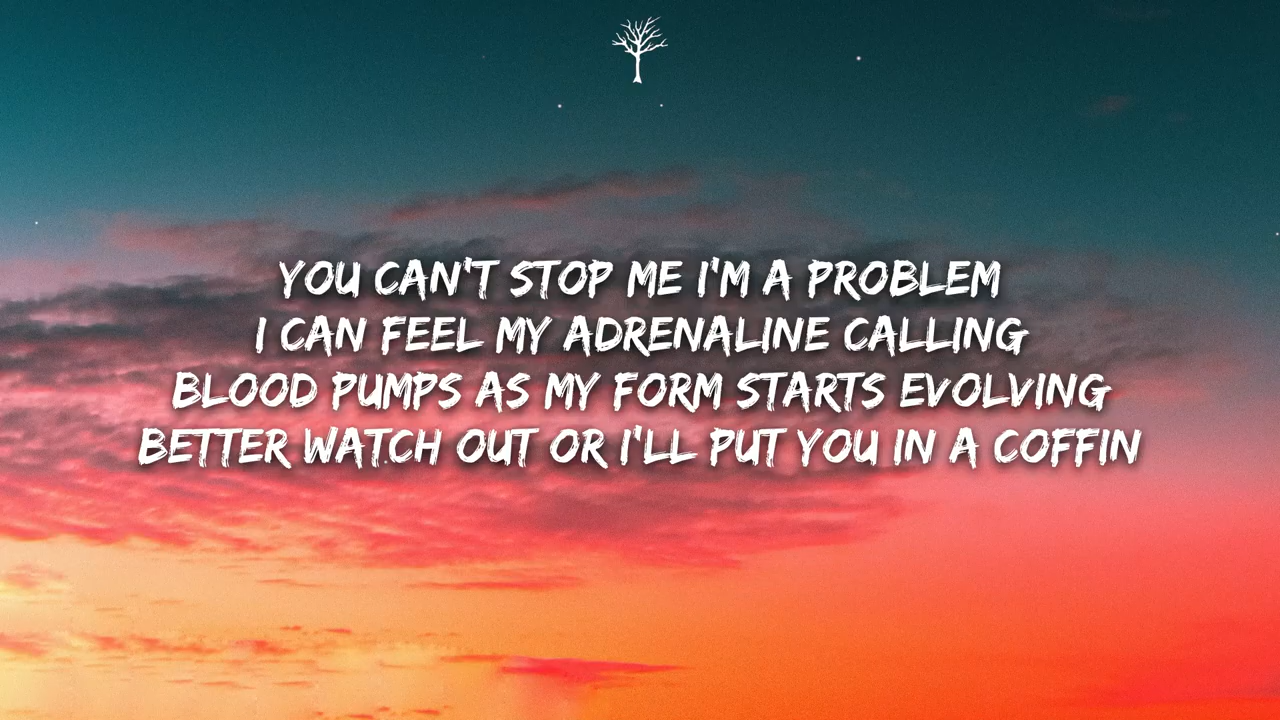 YOU CAN'T STOP ME I'M A PROBLEM
I CAN FEEL MY ADRENALINE CALLING
BLOOD PUMPS AS MY FORM STARTS EVOLVING
BETTER WATCH OUT OR I'LL PUT YOU IN A COFFIN